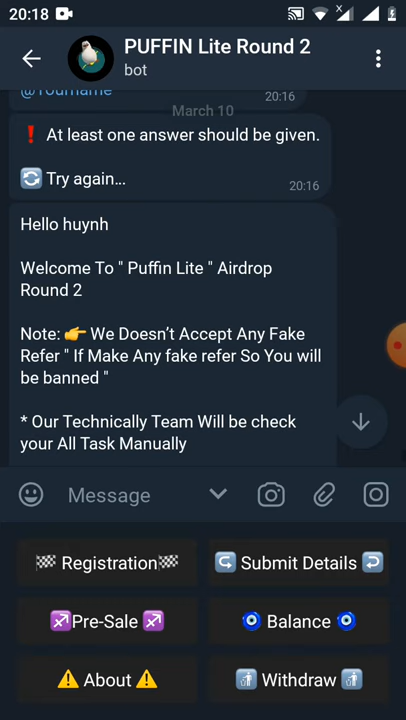 20:18
PUFFIN Lite Round 2
bot
@Yourname
20:16
March 10
❗ At least one answer should be given.
🔄 Try again...
20:16
Hello huynh
Welcome To " Puffin Lite " Airdrop
Round 2
Note: 👉 We Doesn't Accept Any Fake
Refer " If Make Any fake refer So You will
be banned "
* Our Technically Team Will be check
your All Task Manually
Message
🏁 Registration🏁
↪️ Submit Details ↩️
♐Pre-Sale ♐
🧿 Balance 🧿
⚠️ About ⚠️
🚮 Withdraw 🚮